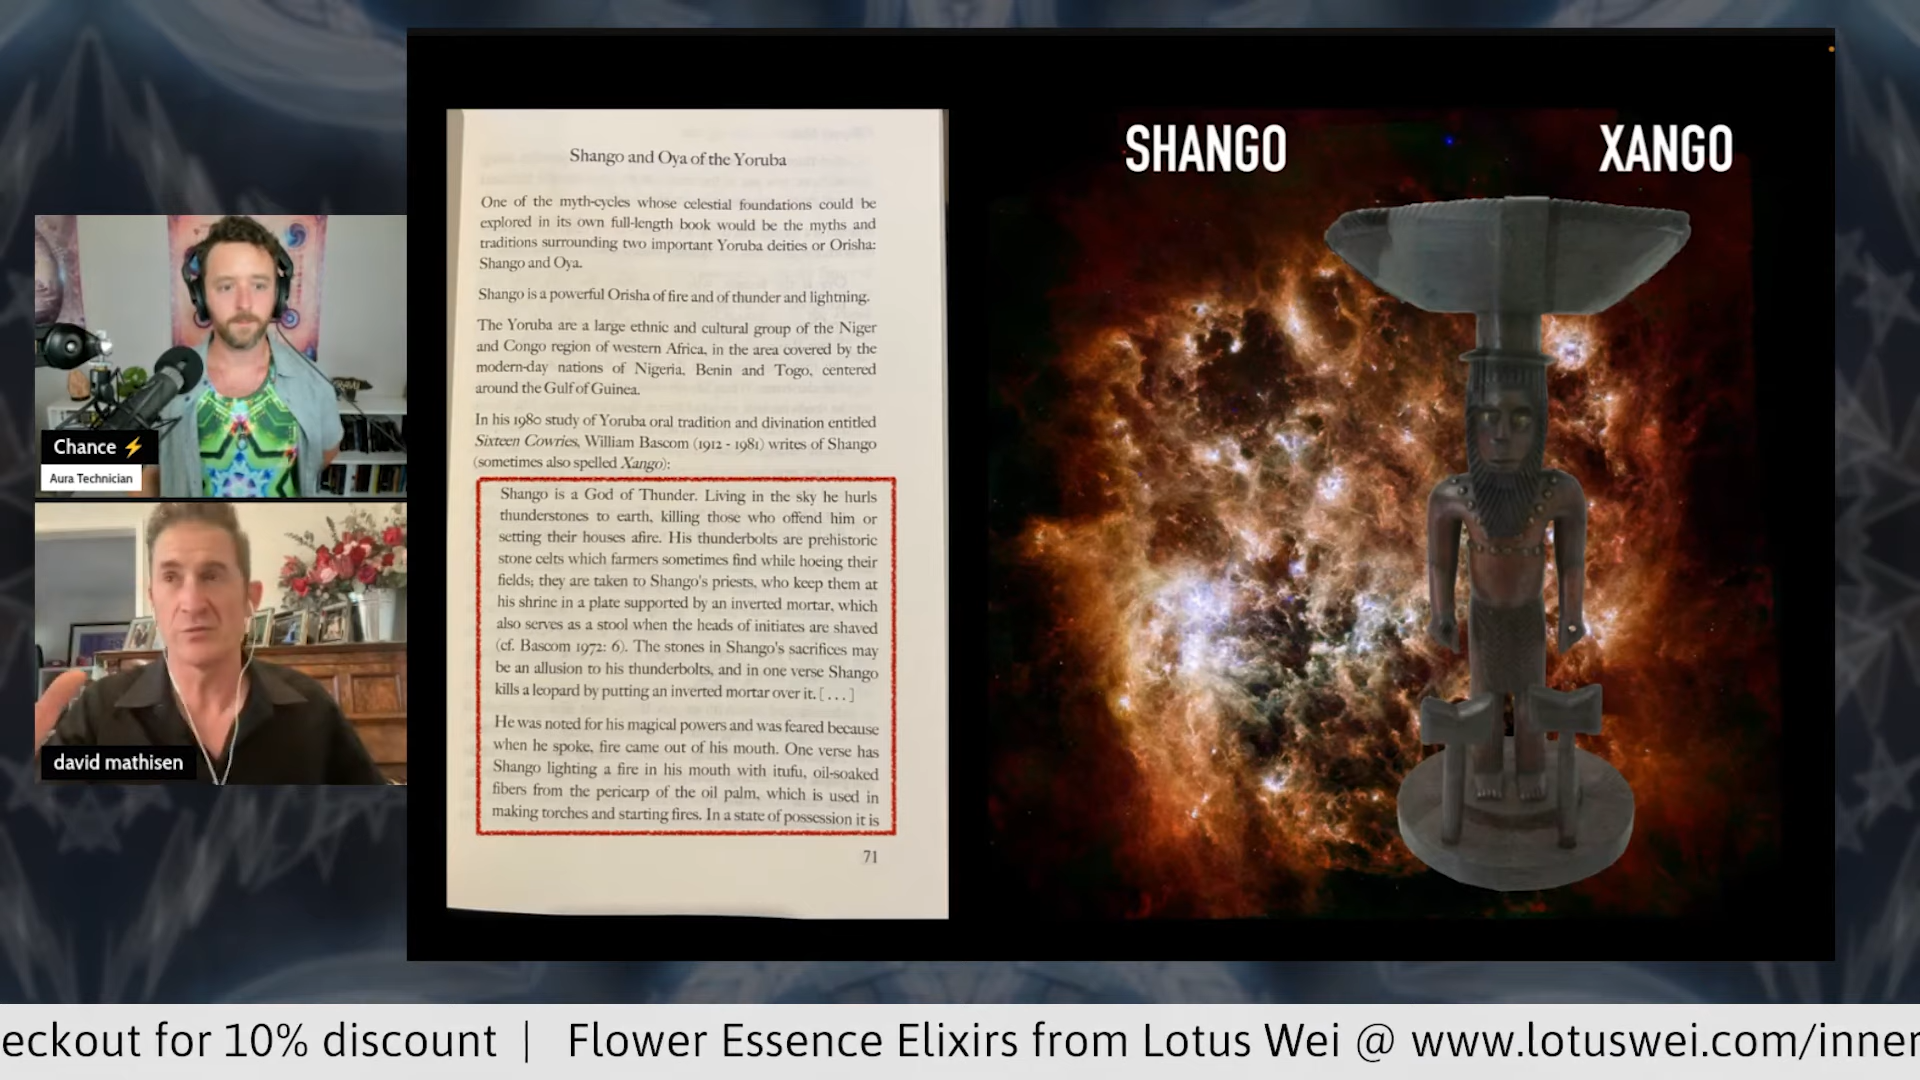 SHANGO
XANGO
Shango and Oya of the Yoruba
One of the myth-cycles whose celestial foundations could be
explored in its own full-length book would be the myths and
traditions surrounding two important Yoruba deities or Orisha:
Shango and Oya.
Shango is a powerful Orisha of fire and of thunder and lightning.
The Yoruba are a large ethnic and cultural group of the Niger
and Congo region of western Africa, in the area covered by the
modern-day nations of Nigeria, Benin and Togo, centered
around the Gulf of Guinea.
In his 1980 study of Yoruba oral tradition and divination entitled
Sixteen Cowries, William Bascom (1912 - 1981) writes of Shango
(sometimes also spelled Xango):
Shango is a God of Thunder. Living in the sky he hurls
thunderstones to earth, killing those who offend him or
setting their houses afire. His thunderbolts are prehistoric
stone celts which farmers sometimes find while hoeing their
fields; they are taken to Shango's priests, who keep them at
his shrine in a plate supported by an inverted mortar, which
also serves as a stool when the heads of initiates are shaved
(cf. Bascom 1972: 6). The stones in Shango's sacrifices may
be an allusion to his thunderbolts, and in one verse Shango
kills a leopard by putting an inverted mortar over it. [ . . . ]
He was noted for his magical powers and was feared because
when he spoke, fire came out of his mouth. One verse has
Shango lighting a fire in his mouth with itufu, oil-soaked
fibers from the pericarp of the oil palm, which is used in
making torches and starting fires. In a state of possession it is
71
Chance ⚡
Aura Technician
david mathisen
eckout for 10% discount | Flower Essence Elixirs from Lotus Wei @ www.lotuswei.com/inner